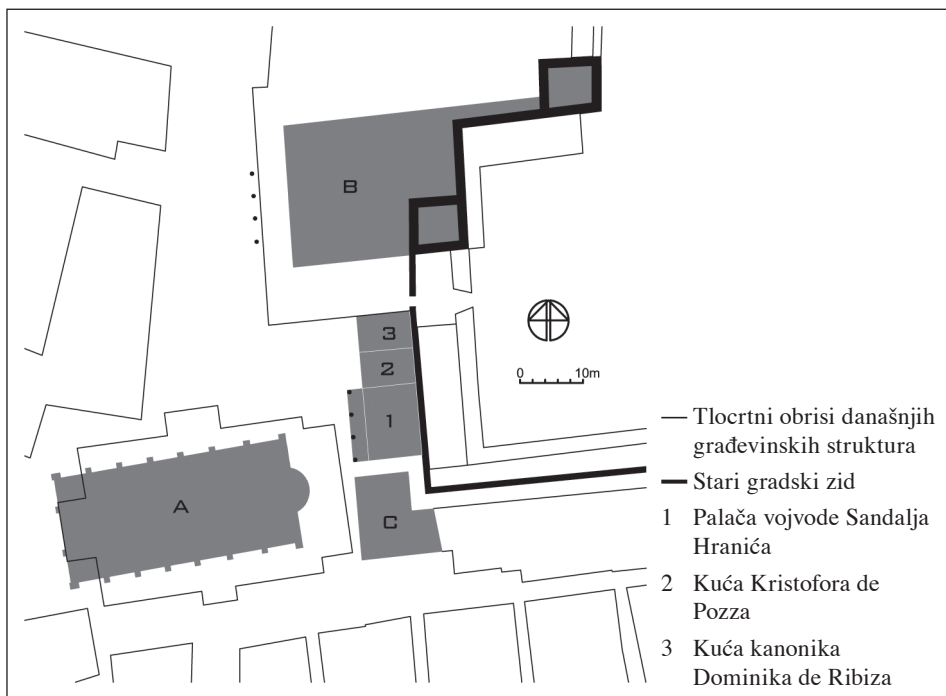 B
3
2
1
A
C
0 10m
Tlocrtni obrisi današnjih
građevinskih struktura
Stari gradski zid
1 Palača vojvode Sandalja
Hranića
2 Kuća Kristofora de
Pozza
3 Kuća kanonika
Dominika de Ribiza